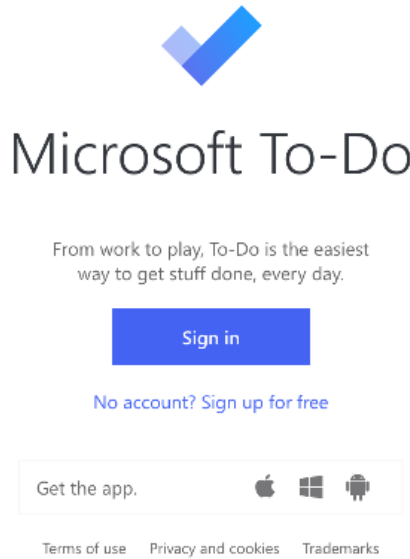 Microsoft To-Do
From work to play, To-Do is the easiest
way to get stuff done, every day.
Sign in
No account? Sign up for free
Get the app.
Terms of use Privacy and cookies Trademarks